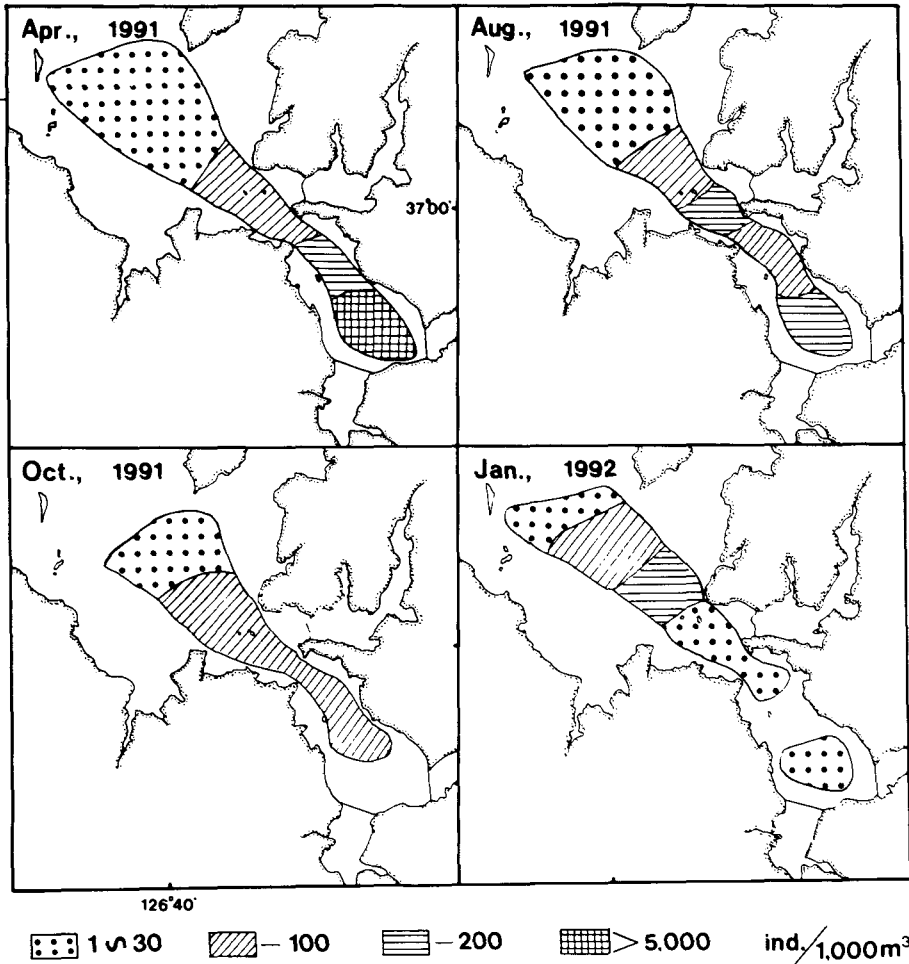 Apr., 1991
Aug., 1991
37°00′
Oct., 1991
Jan., 1992
126°40′
1 ∽ 30
— 100
— 200
> 5,000
ind./1,000m³